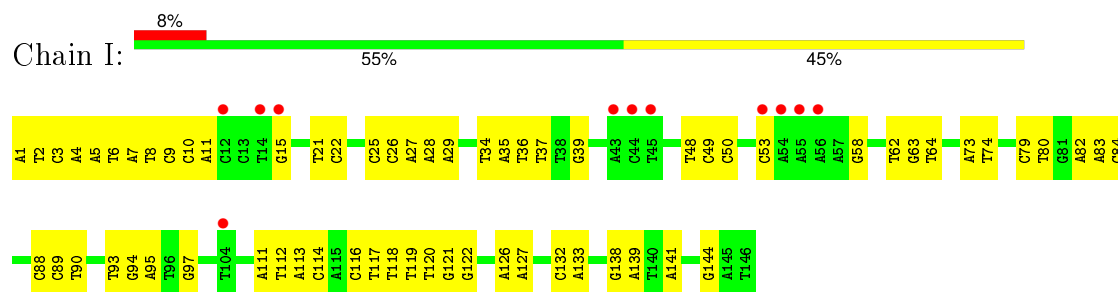 8%
Chain I:
55% 45%
A1 T2 C3 A4 A5 T6 A7 T8 C9 C10 A11 C12 C13 T14 G15 T21 C22 C25 C26 A27 A28 A29 T34 A35 T36 T37 T38 G39 A43 C44 T45 T48 C49 C50 C53 A54 A55 A56 A57 G58 T62 G63 T64 A73 T74 C79 T80 G81 A82 A83 C84
C88 C89 T90 T93 G94 A95 T96 G97 T104 A111 T112 A113 C114 A115 C116 T117 T118 T119 T120 G121 G122 A126 A127 C132 A133 G138 A139 T140 A141 G144 A145 T146